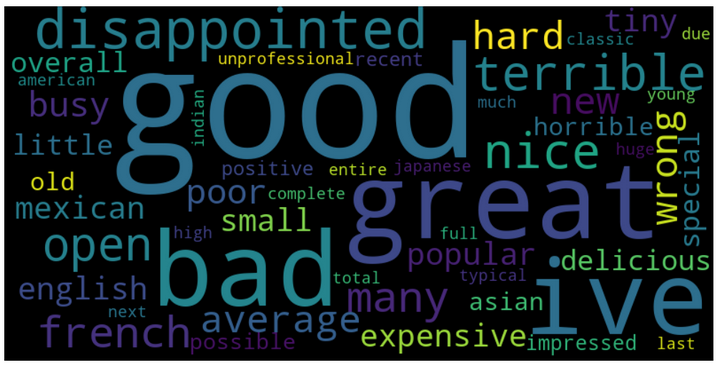 disappointed
hard
tiny
due
classic
overall
unprofessional
recent
good
terrible
american
busy
indian
much
new
young
little
horrible
nice
huge
wrong
special
positive
entire
japanese
old
poor
complete
great
mexican
small
high
full
open
bad
popular
delicious
total
typical
english
many
asian
ive
next
french
average
possible
expensive
impressed
last